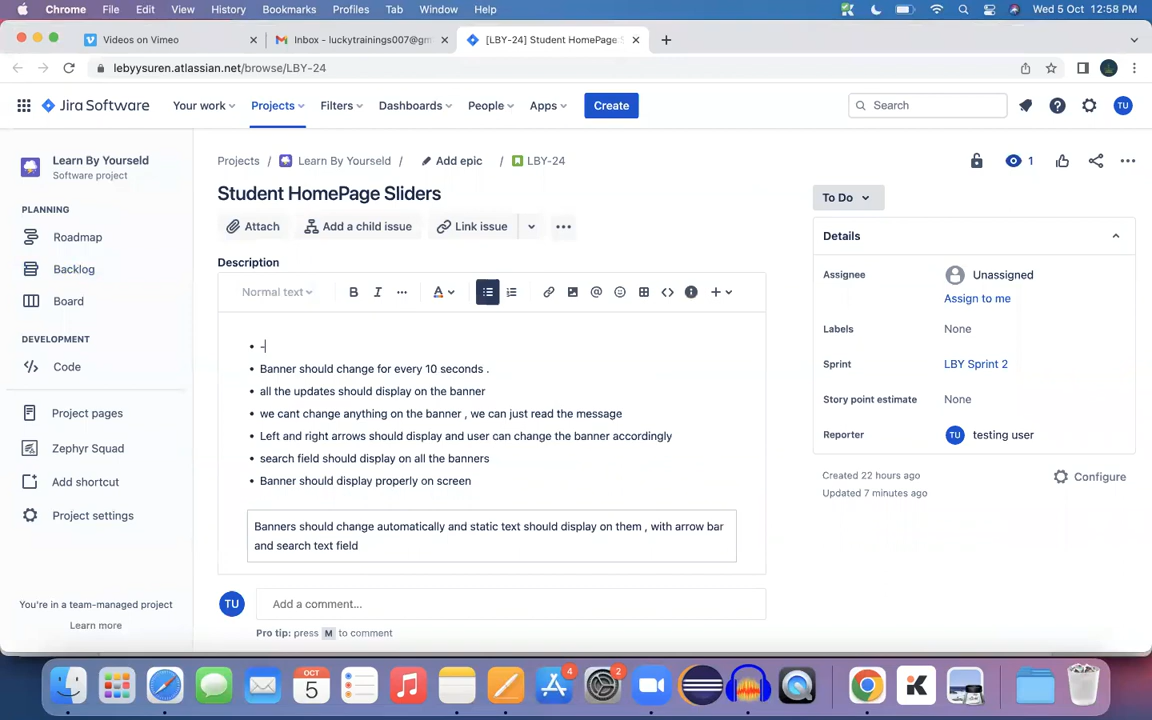 Chrome File Edit View History Bookmarks Profiles Tab Window Help Wed 5 Oct 12:58 PM
Videos on Vimeo Inbox - luckytrainings007@gm [LBY-24] Student HomePage S
lebyysuren.atlassian.net/browse/LBY-24
Jira Software Your work Projects Filters Dashboards People Apps Create Search TU
Learn By Yourseld
Software project
PLANNING
Roadmap
Backlog
Board
DEVELOPMENT
Code
Project pages
Zephyr Squad
Add shortcut
Project settings
You're in a team-managed project
Learn more
Projects / Learn By Yourseld / Add epic / LBY-24 1
Student HomePage Sliders
Attach Add a child issue Link issue
Description
Normal text B I A
• -
• Banner should change for every 10 seconds .
• all the updates should display on the banner
• we cant change anything on the banner , we can just read the message
• Left and right arrows should display and user can change the banner accordingly
• search field should display on all the banners
• Banner should display properly on screen
Banners should change automatically and static text should display on them , with arrow bar
and search text field
TU Add a comment...
Pro tip: press M to comment
To Do
Details
Assignee Unassigned
Assign to me
Labels None
Sprint LBY Sprint 2
Story point estimate None
Reporter TU testing user
Created 22 hours ago Configure
Updated 7 minutes ago
OCT
5
4
2